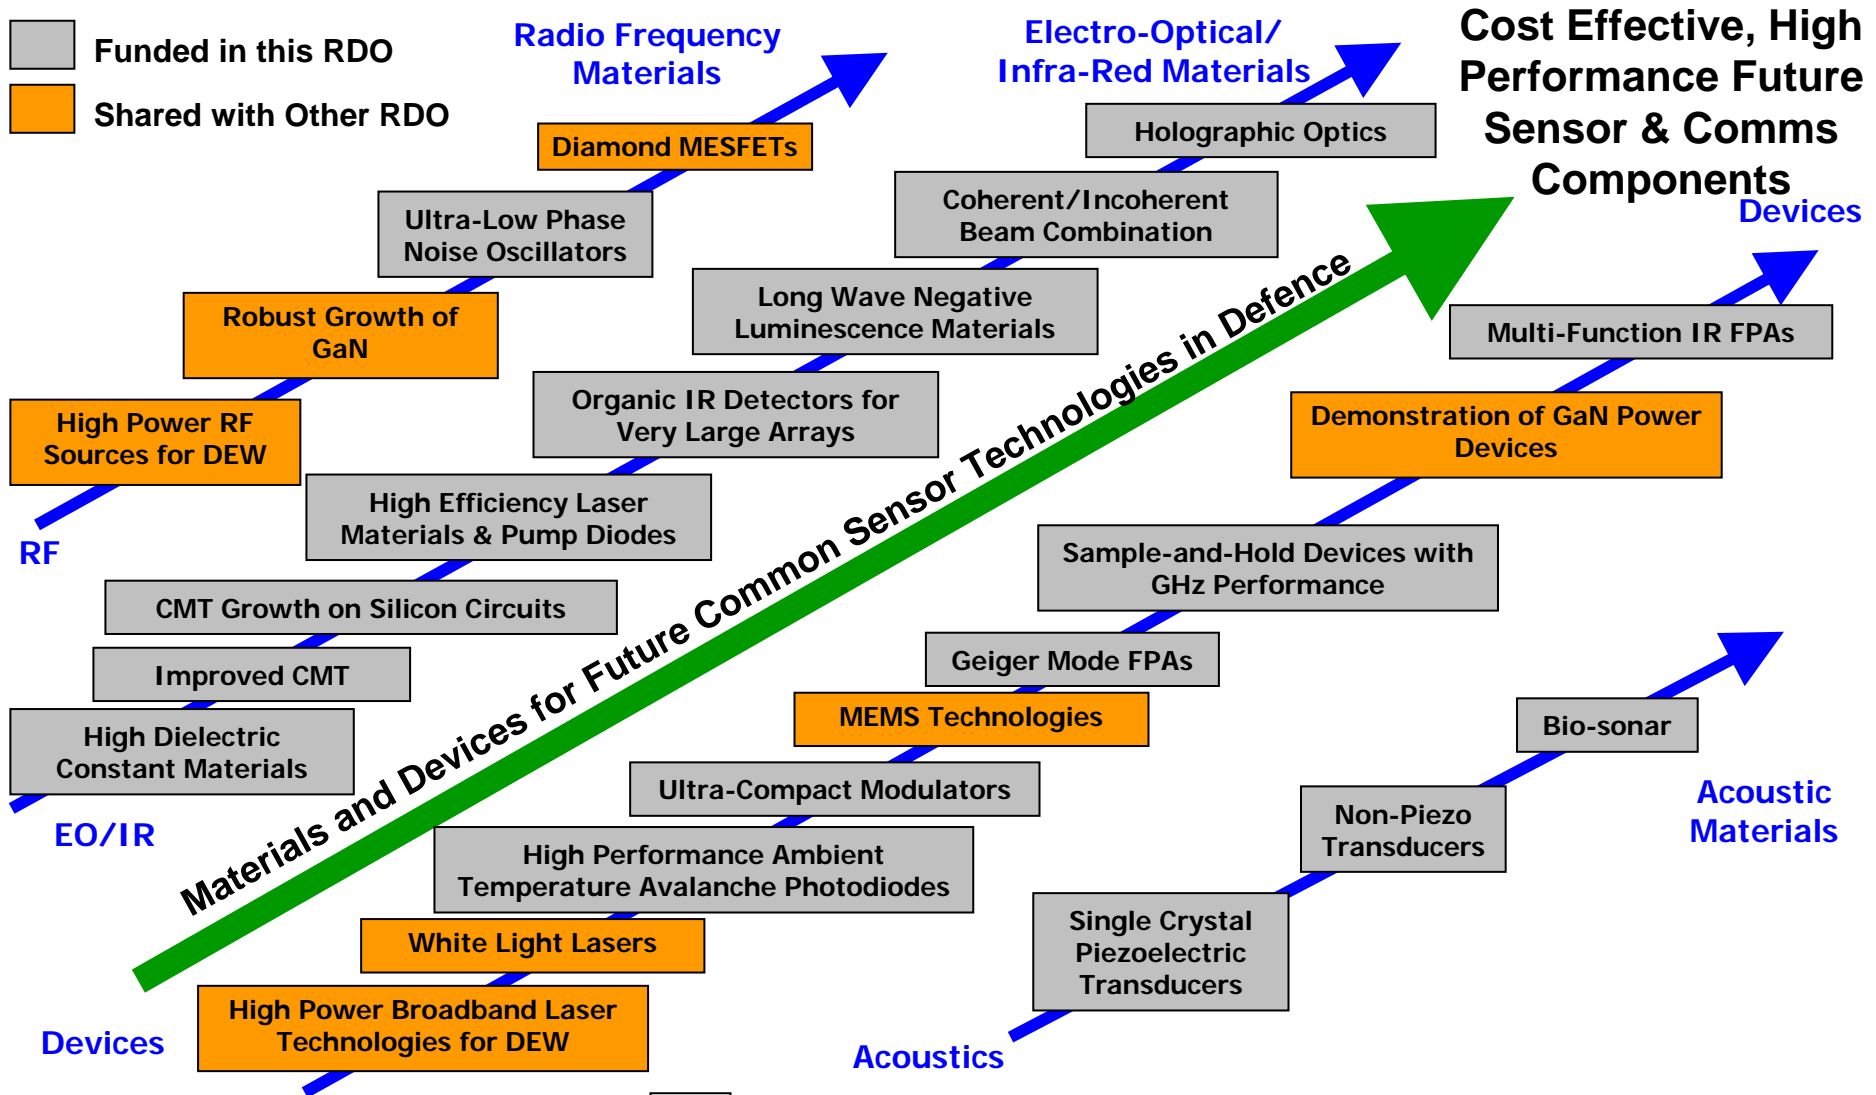 Funded in this RDO
Shared with Other RDO
Radio Frequency
Materials
Electro-Optical/
Infra-Red Materials
Cost Effective, High
Performance Future
Sensor & Comms
Components
Devices
Diamond MESFETs
Ultra-Low Phase
Noise Oscillators
Robust Growth of
GaN
High Power RF
Sources for DEW
RF
Holographic Optics
Coherent/Incoherent
Beam Combination
Long Wave Negative
Luminescence Materials
Organic IR Detectors for
Very Large Arrays
High Efficiency Laser
Materials & Pump Diodes
CMT Growth on Silicon Circuits
Improved CMT
High Dielectric
Constant Materials
EO/IR
Materials and Devices for Future Common Sensor Technologies in Defence
Multi-Function IR FPAs
Demonstration of GaN Power
Devices
Sample-and-Hold Devices with
GHz Performance
Geiger Mode FPAs
MEMS Technologies
Ultra-Compact Modulators
High Performance Ambient
Temperature Avalanche Photodiodes
White Light Lasers
High Power Broadband Laser
Technologies for DEW
Devices
Bio-sonar
Non-Piezo
Transducers
Single Crystal
Piezoelectric
Transducers
Acoustic
Materials
Acoustics